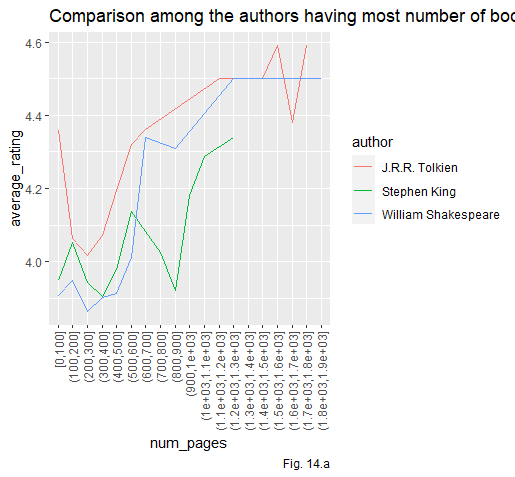 Comparison among the authors having most number of boo
4.6
4.4
4.2
4.0
average_rating
[0,100]
(100,200]
(200,300]
(300,400]
(400,500]
(500,600]
(600,700]
(700,800]
(800,900]
(900,1e+03]
(1e+03,1.1e+03]
(1.1e+03,1.2e+03]
(1.2e+03,1.3e+03]
(1.3e+03,1.4e+03]
(1.4e+03,1.5e+03]
(1.5e+03,1.6e+03]
(1.6e+03,1.7e+03]
(1.7e+03,1.8e+03]
(1.8e+03,1.9e+03]
num_pages
author
J.R.R. Tolkien
Stephen King
William Shakespeare
Fig. 14.a